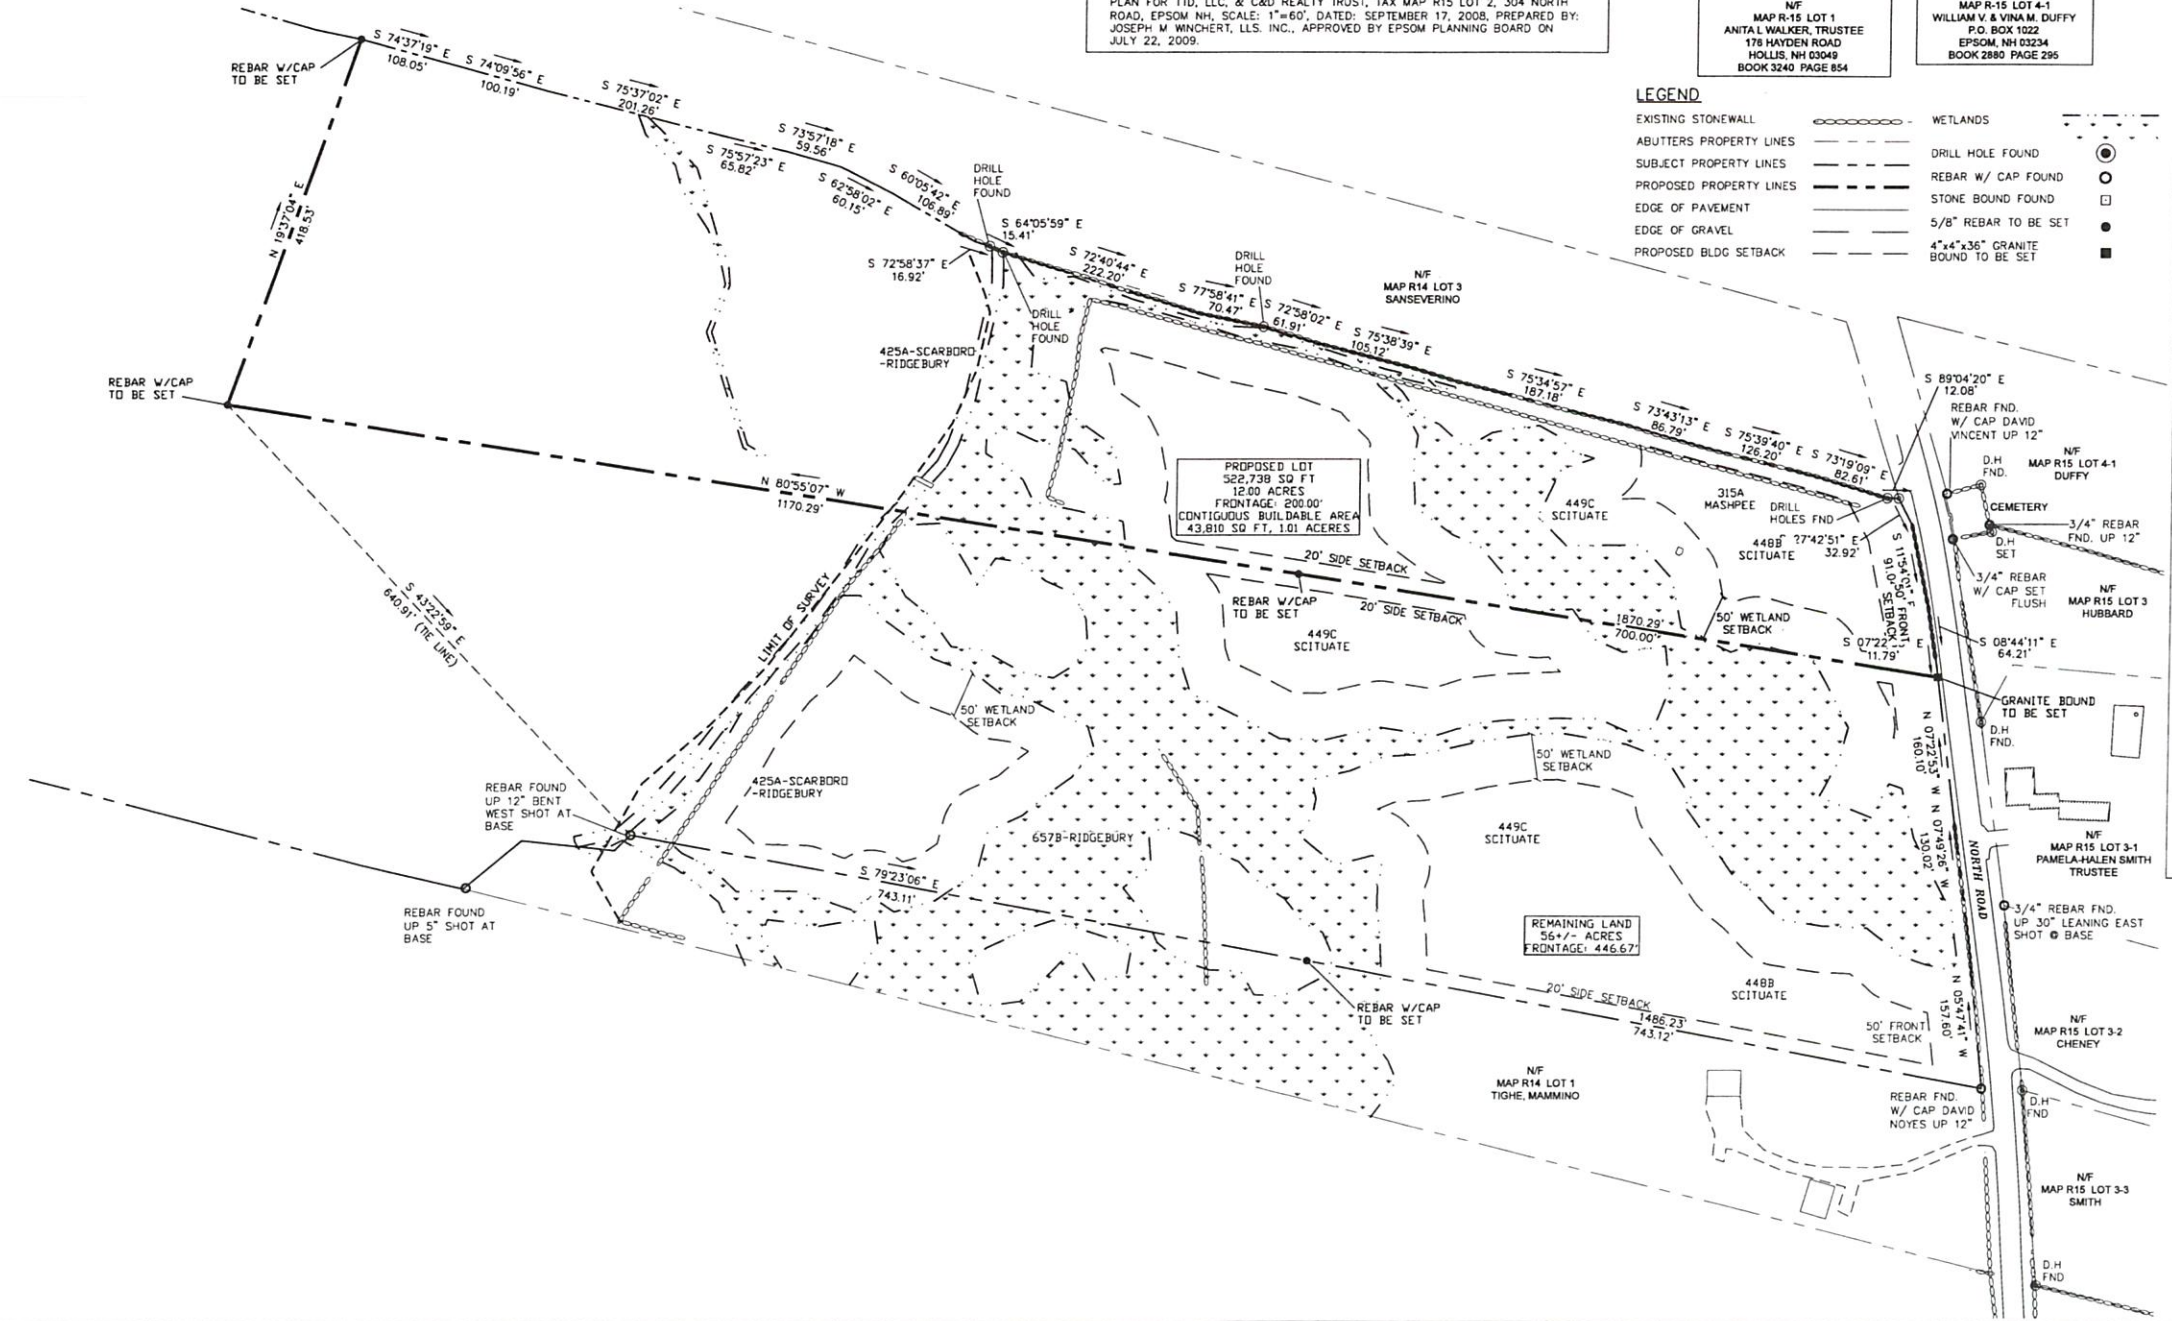 PLAN FOR TTD, LLC, & C&D REALTY TRUST, TAX MAP R15 LOT 2, 304 NORTH
ROAD, EPSOM NH, SCALE: 1"=60', DATED: SEPTEMBER 17, 2008, PREPARED BY:
JOSEPH M WINCHERT, LLS. INC., APPROVED BY EPSOM PLANNING BOARD ON
JULY 22, 2009.
N/F
MAP R-15 LOT 1
ANITA L WALKER, TRUSTEE
176 HAYDEN ROAD
HOLLIS, NH 03049
BOOK 3240 PAGE 854
MAP R-15 LOT 4-1
WILLIAM V. & VINA M. DUFFY
P.O. BOX 1022
EPSOM, NH 03234
BOOK 2880 PAGE 295
LEGEND
EXISTING STONEWALL
ABUTTERS PROPERTY LINES
SUBJECT PROPERTY LINES
PROPOSED PROPERTY LINES
EDGE OF PAVEMENT
EDGE OF GRAVEL
PROPOSED BLDG SETBACK
WETLANDS
DRILL HOLE FOUND
REBAR W/ CAP FOUND
STONE BOUND FOUND
5/8" REBAR TO BE SET
4"x4"x36" GRANITE
BOUND TO BE SET
S 74°37'19" E
108.05'
REBAR W/CAP
TO BE SET
S 74°09'56" E
100.19'
S 75°37'02" E
201.26'
S 73°57'18" E
59.56'
S 75°57'23" E
65.82'
S 62°58'02" E
60.15'
S 60°05'42" E
106.89'
DRILL
HOLE
FOUND
S 64°05'59" E
15.41'
S 72°58'37" E
16.92'
S 72°40'44" E
222.20'
DRILL
HOLE
FOUND
DRILL
HOLE
FOUND
S 77°58'41" E
70.47'
S 72°58'02" E
61.91'
S 75°38'39" E
105.12'
N/F
MAP R14 LOT 3
SANSEVERINO
S 75°34'57" E
187.18'
S 73°43'13" E
86.79'
S 75°39'40" E
126.20'
S 73°19'09" E
82.61'
S 89°04'20" E
12.08'
REBAR FND.
W/ CAP DAVID
VINCENT UP 12"
D.H
FND.
N/F
MAP R15 LOT 4-1
DUFFY
CEMETERY
3/4" REBAR
FND. UP 12"
D.H
SET
3/4" REBAR
W/ CAP SET
FLUSH
N/F
MAP R15 LOT 3
HUBBARD
N 19°37'04" E
418.53'
REBAR W/CAP
TO BE SET
425A-SCARBORO
-RIDGEBURY
PROPOSED LOT
522,738 SQ FT
12.00 ACRES
FRONTAGE: 200.00'
CONTIGUOUS BUILDABLE AREA
43,810 SQ FT, 1.01 ACERES
449C
SCITUATE
315A
MASHPEE
DRILL
HOLES FND
448B
SCITUATE
?7°42'51" E
32.92'
S 11°54'01" E
91.0
50' FRONT
SETBACK
N 80°55'07" W
1170.29'
20' SIDE SETBACK
REBAR W/CAP
TO BE SET
20' SIDE SETBACK
449C
SCITUATE
1870.29'
700.00'
50' WETLAND
SETBACK
S 07°22' E
11.79'
S 08°44'11" E
64.21'
GRANITE BOUND
TO BE SET
D.H
FND.
S 43°22'59" E
640.91' (TIE LINE)
LIMIT OF SURVEY
50' WETLAND
SETBACK
50' WETLAND
SETBACK
N 07°22'53" W
160.10'
N 07°49'26" W
130.02'
NORTH ROAD
REBAR FOUND
UP 12" BENT
WEST SHOT AT
BASE
425A-SCARBORO
-RIDGEBURY
657B-RIDGEBURY
449C
SCITUATE
N/F
MAP R15 LOT 3-1
PAMELA-HALEN SMITH
TRUSTEE
S 79°23'06" E
743.11'
REBAR FOUND
UP 5" SHOT AT
BASE
REMAINING LAND
56+/- ACRES
FRONTAGE: 446.67'
3/4" REBAR FND.
UP 30" LEANING EAST
SHOT @ BASE
REBAR W/CAP
TO BE SET
20' SIDE SETBACK
1486.23'
743.12'
448B
SCITUATE
50' FRONT
SETBACK
N 05°47'41" W
157.60'
N/F
MAP R15 LOT 3-2
CHENEY
N/F
MAP R14 LOT 1
TIGHE, MAMMINO
REBAR FND.
W/ CAP DAVID
NOYES UP 12"
D.H
FND
N/F
MAP R15 LOT 3-3
SMITH
D.H
FND